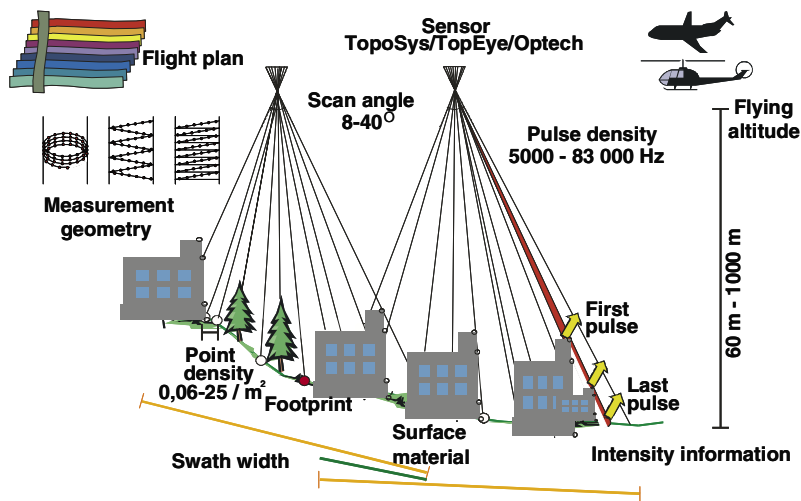 Flight plan
Sensor
TopoSys/TopEye/Optech
Scan angle
8-40°
Flying
altitude
Pulse density
5000 - 83 000 Hz
Measurement
geometry
60 m - 1000 m
First
pulse
Point
density
0,06-25 / m²
Footprint
Last
pulse
Surface
material
Swath width
Intensity information